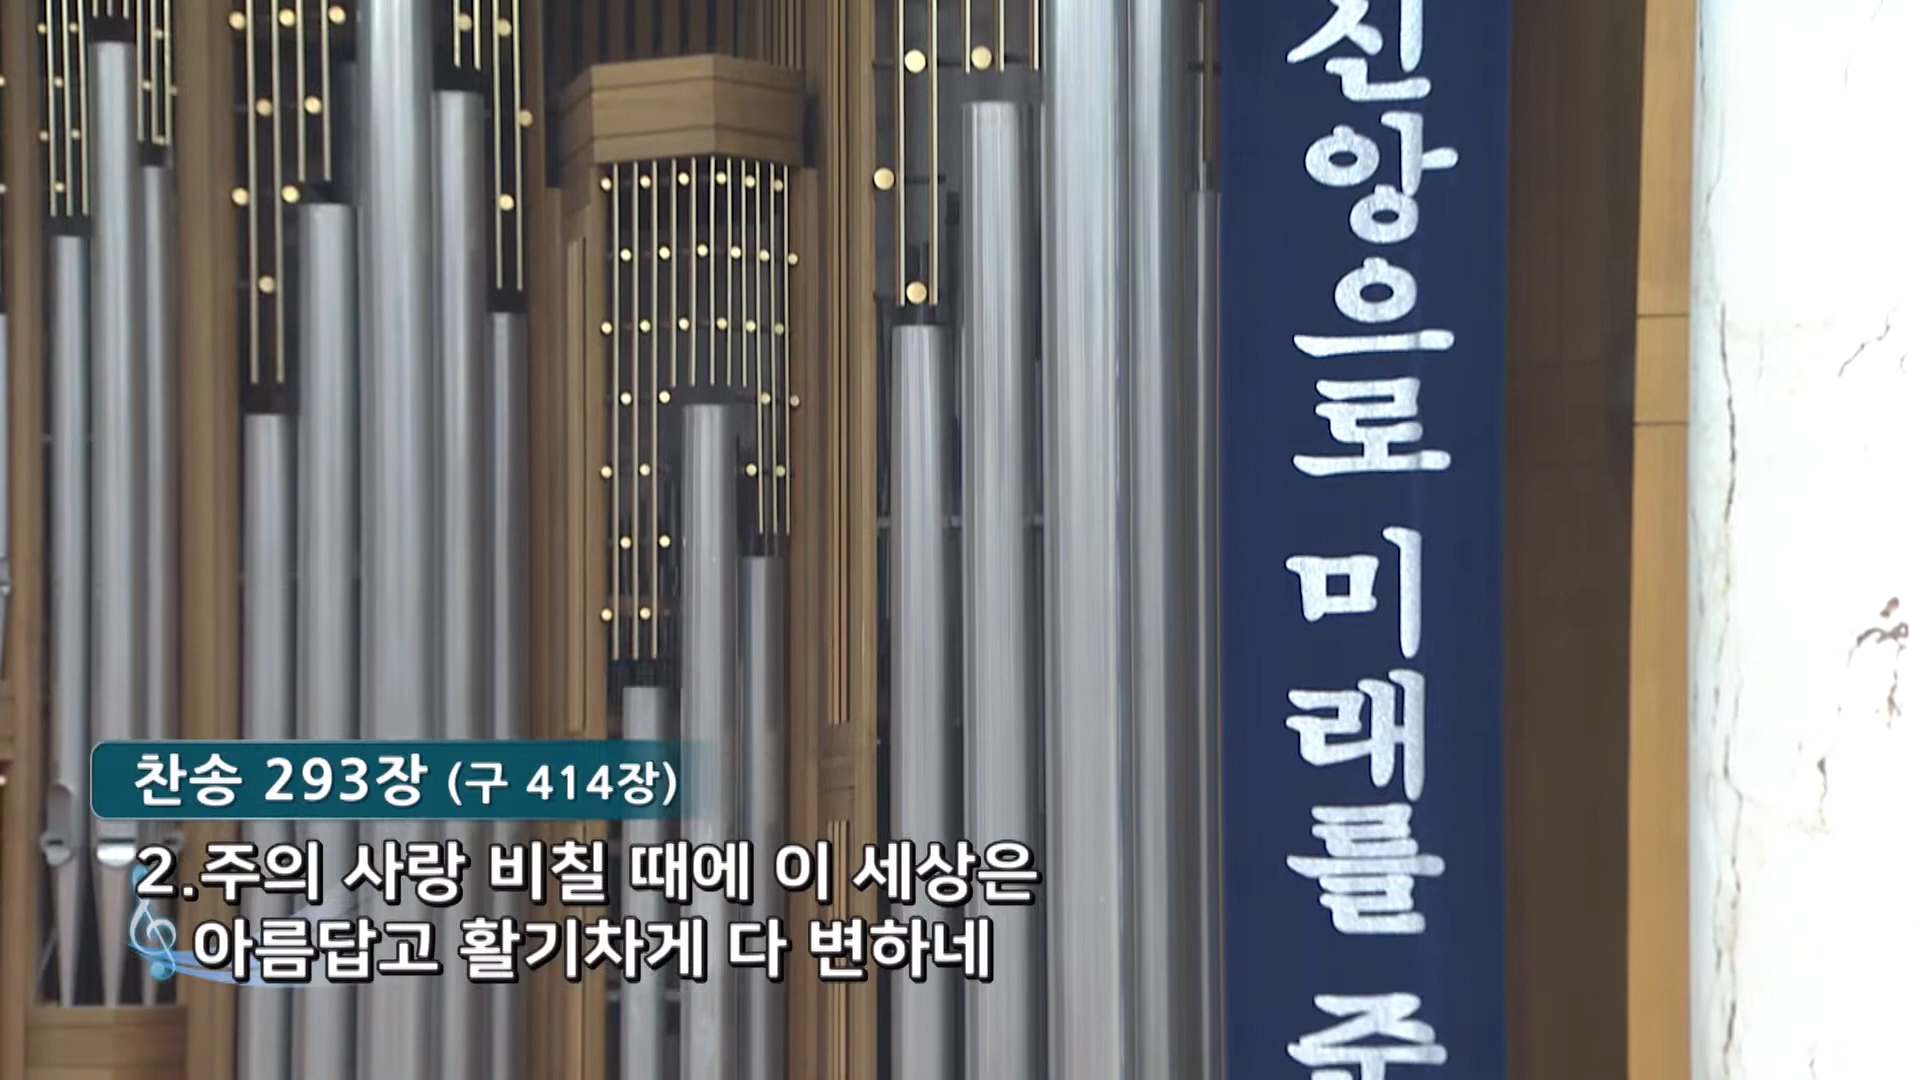 신앙으로 미래를 주
찬송 293장 (구 414장)
2.주의 사랑 비칠 때에 이 세상은
아름답고 활기차게 다 변하네